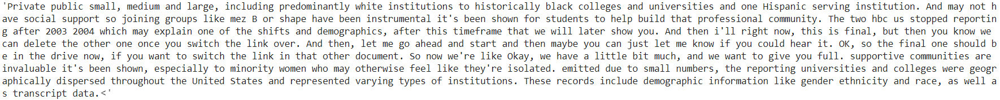 'Private public small, medium and large, including predominantly white institutions to historically black colleges and universities and one Hispanic serving institution. And may not h
ave social support so joining groups like mez B or shape have been instrumental it's been shown for students to help build that professional community. The two hbc us stopped reportin
g after 2003 2004 which may explain one of the shifts and demographics, after this timeframe that we will later show you. And then i'll right now, this is final, but then you know we
can delete the other one once you switch the link over. And then, let me go ahead and start and then maybe you can just let me know if you could hear it. OK, so the final one should b
e in the drive now, if you want to switch the link in that other document. So now we're like Okay, we have a little bit much, and we want to give you full. supportive communities are
invaluable it's been shown, especially to minority women who may otherwise feel like they're isolated. emitted due to small numbers, the reporting universities and colleges were geogr
aphically dispersed throughout the United States and represented varying types of institutions. These records include demographic information like gender ethnicity and race, as well a
s transcript data.<'